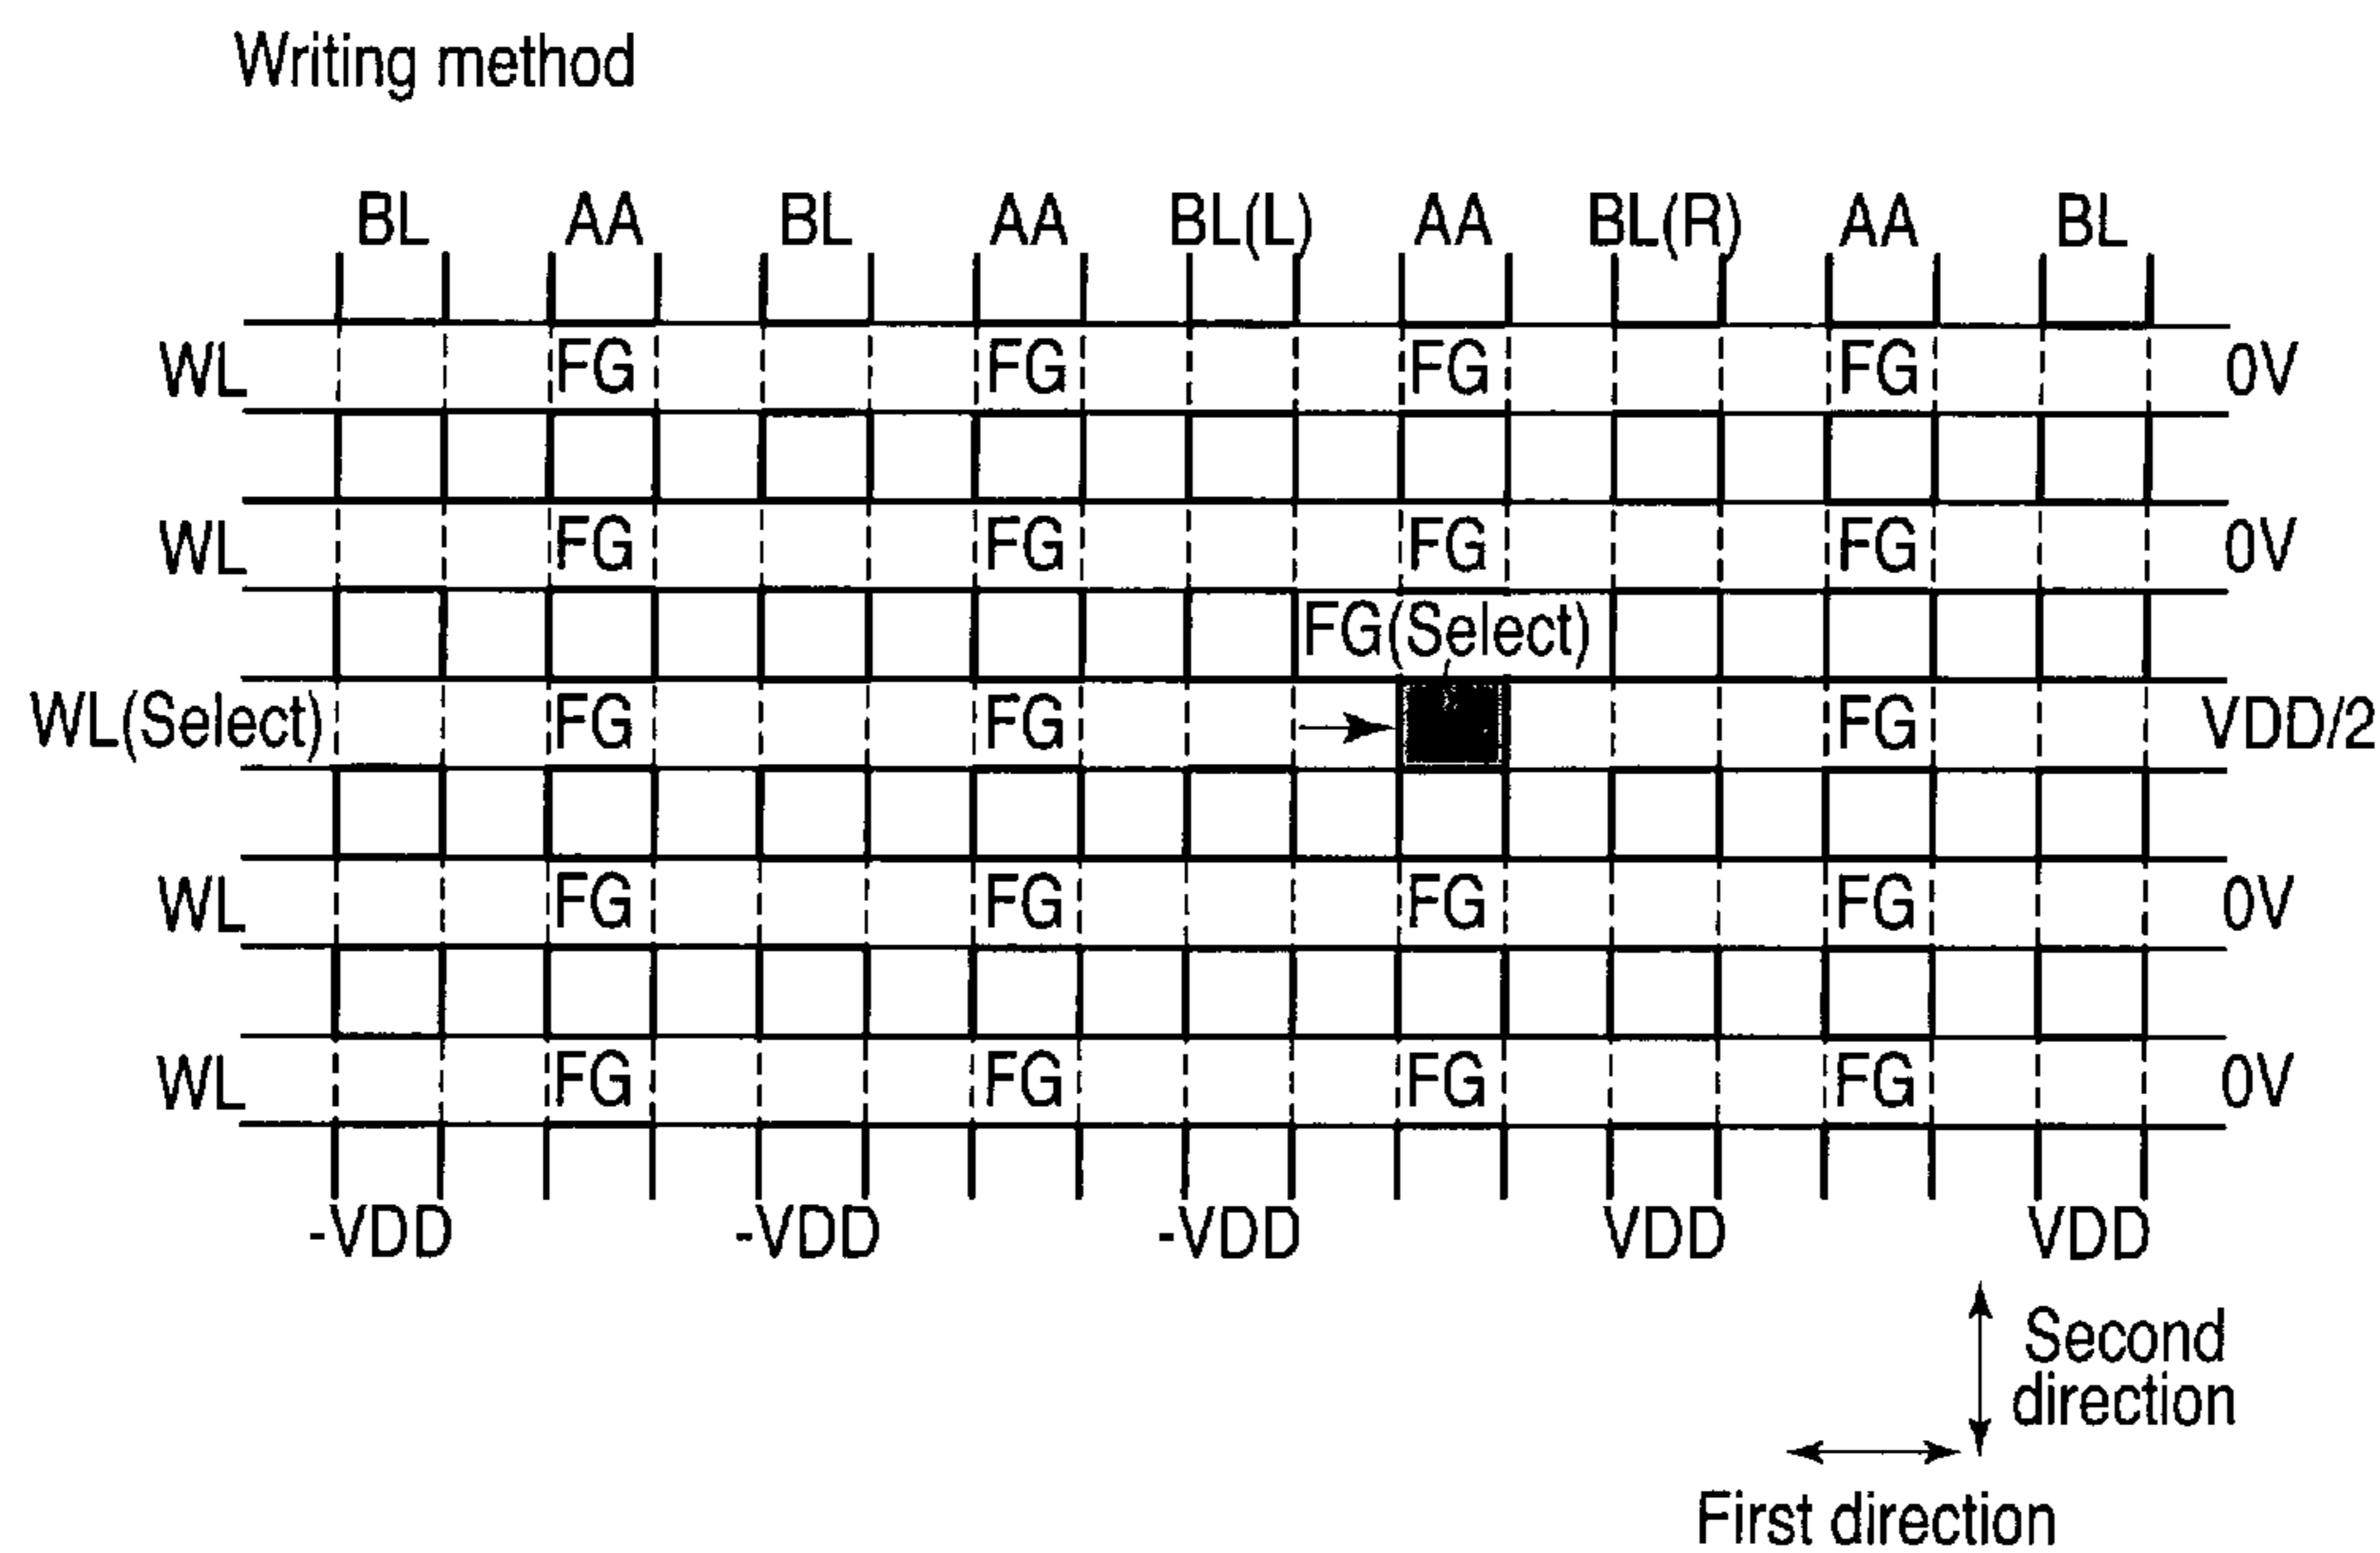 Writing method
BL AA BL AA BL(L) AA BL(R) AA BL
WL FG FG FG FG 0V
WL FG FG FG FG 0V
FG(Select)
WL(Select) FG FG FG VDD/2
WL FG FG FG FG 0V
WL FG FG FG FG 0V
-VDD -VDD -VDD VDD VDD
Second
direction
First direction